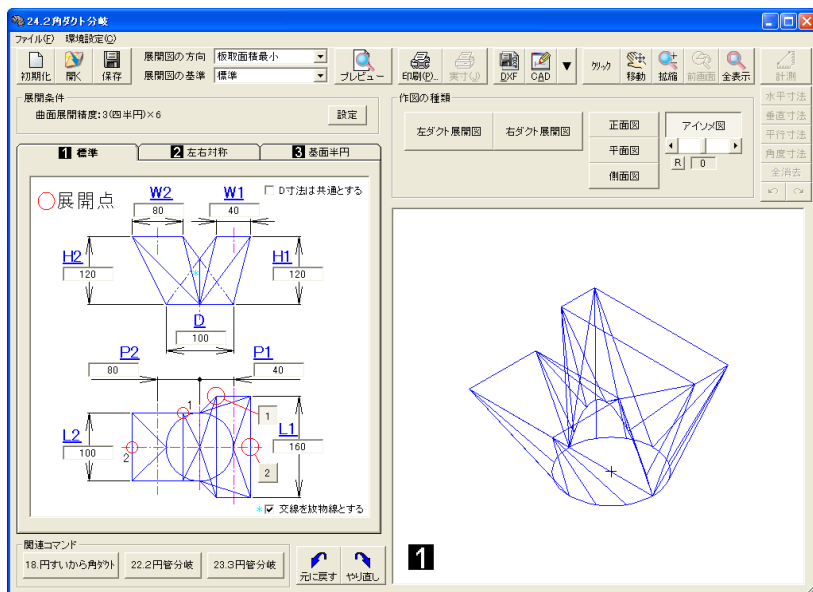 24.2角ダクト分岐
ファイル(F) 環境設定(C)
初期化 開く 保存
展開図の方向 板取面積最小
展開図の基準 標準
プレビュー 印刷(P)... 実寸(J) DXF CAD ▼ クリック 移動 拡縮 前画面 全表示 計測
展開条件
曲面展開精度:3(四半円)×6 設定
作図の種類
左ダクト展開図 右ダクト展開図
正面図
平面図
側面図
アイソメ図
R 0
水平寸法
垂直寸法
平行寸法
角度寸法
全消去
1 標準 2 左右対称 3 基面半円
○展開点
W2 W1 D寸法は共通とする
80 40
H2 H1
120 * 120
D
100
P2 P1
80 40
1 1
L2 L1
100 160
2 2
* 交線を放物線とする
関連コマンド
18.円すいから角ダクト 22.2円管分岐 23.3円管分岐
元に戻す やり直し
1